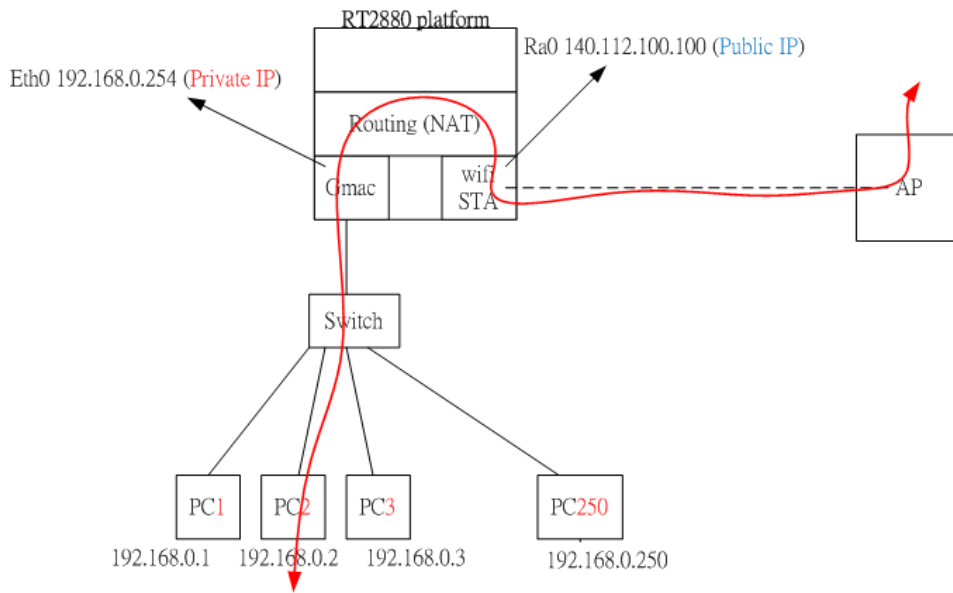 RT2880 platform
Ra0 140.112.100.100 (Public IP)
Eth0 192.168.0.254 (Private IP)
Routing (NAT)
Gmac
wifi
STA
AP
Switch
PC1
PC2
PC3
PC250
192.168.0.1
192.168.0.2
192.168.0.3
192.168.0.250